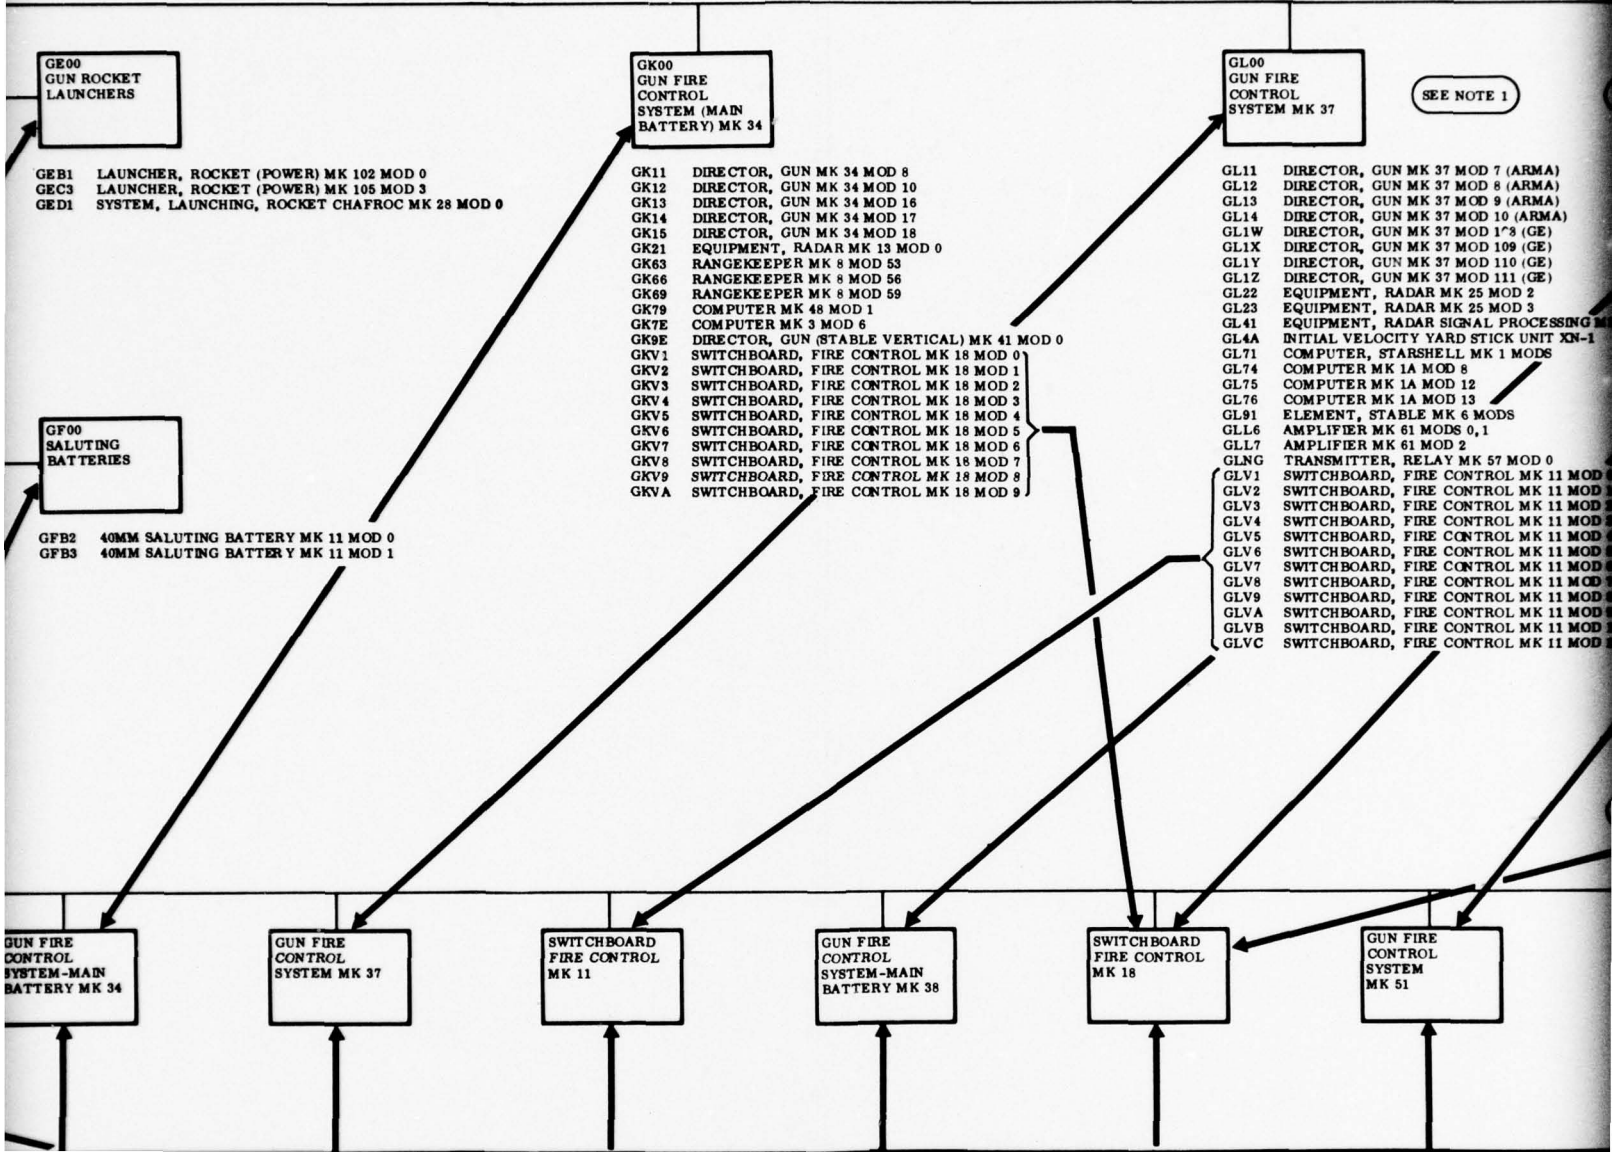 GE00
GUN ROCKET
LAUNCHERS
GEB1 LAUNCHER, ROCKET (POWER) MK 102 MOD 0
GEC3 LAUNCHER, ROCKET (POWER) MK 105 MOD 3
GED1 SYSTEM, LAUNCHING, ROCKET CHAFROC MK 28 MOD 0
GF00
SALUTING
BATTERIES
GFB2 40MM SALUTING BATTERY MK 11 MOD 0
GFB3 40MM SALUTING BATTERY MK 11 MOD 1
GK00
GUN FIRE
CONTROL
SYSTEM (MAIN
BATTERY) MK 34
GK11 DIRECTOR, GUN MK 34 MOD 8
GK12 DIRECTOR, GUN MK 34 MOD 10
GK13 DIRECTOR, GUN MK 34 MOD 16
GK14 DIRECTOR, GUN MK 34 MOD 17
GK15 DIRECTOR, GUN MK 34 MOD 18
GK21 EQUIPMENT, RADAR MK 13 MOD 0
GK63 RANGEKEEPER MK 8 MOD 53
GK66 RANGEKEEPER MK 8 MOD 56
GK69 RANGEKEEPER MK 8 MOD 59
GK79 COMPUTER MK 48 MOD 1
GK7E COMPUTER MK 3 MOD 6
GK9E DIRECTOR, GUN (STABLE VERTICAL) MK 41 MOD 0
GKV1 SWITCHBOARD, FIRE CONTROL MK 18 MOD 0
GKV2 SWITCHBOARD, FIRE CONTROL MK 18 MOD 1
GKV3 SWITCHBOARD, FIRE CONTROL MK 18 MOD 2
GKV4 SWITCHBOARD, FIRE CONTROL MK 18 MOD 3
GKV5 SWITCHBOARD, FIRE CONTROL MK 18 MOD 4
GKV6 SWITCHBOARD, FIRE CONTROL MK 18 MOD 5
GKV7 SWITCHBOARD, FIRE CONTROL MK 18 MOD 6
GKV8 SWITCHBOARD, FIRE CONTROL MK 18 MOD 7
GKV9 SWITCHBOARD, FIRE CONTROL MK 18 MOD 8
GKVA SWITCHBOARD, FIRE CONTROL MK 18 MOD 9
GL00
GUN FIRE
CONTROL
SYSTEM MK 37
SEE NOTE 1
GL11 DIRECTOR, GUN MK 37 MOD 7 (ARMA)
GL12 DIRECTOR, GUN MK 37 MOD 8 (ARMA)
GL13 DIRECTOR, GUN MK 37 MOD 9 (ARMA)
GL14 DIRECTOR, GUN MK 37 MOD 10 (ARMA)
GL1W DIRECTOR, GUN MK 37 MOD (GE)
GL1X DIRECTOR, GUN MK 37 MOD 109 (GE)
GL1Y DIRECTOR, GUN MK 37 MOD 110 (GE)
GL1Z DIRECTOR, GUN MK 37 MOD 111 (GE)
GL22 EQUIPMENT, RADAR MK 25 MOD 2
GL23 EQUIPMENT, RADAR MK 25 MOD 3
GL41 EQUIPMENT, RADAR SIGNAL PROCESSING
GL4A INITIAL VELOCITY YARD STICK UNIT XN-1
GL71 COMPUTER, STARSHELL MK 1 MODS
GL74 COMPUTER MK 1A MOD 8
GL75 COMPUTER MK 1A MOD 12
GL76 COMPUTER MK 1A MOD 13
GL91 ELEMENT, STABLE MK 6 MODS
GLL6 AMPLIFIER MK 61 MODS 0,1
GLL7 AMPLIFIER MK 61 MOD 2
GLNG TRANSMITTER, RELAY MK 57 MOD 0
GLV1 SWITCHBOARD, FIRE CONTROL MK 11 MOD
GLV2 SWITCHBOARD, FIRE CONTROL MK 11 MOD
GLV3 SWITCHBOARD, FIRE CONTROL MK 11 MOD
GLV4 SWITCHBOARD, FIRE CONTROL MK 11 MOD
GLV5 SWITCHBOARD, FIRE CONTROL MK 11 MOD
GLV6 SWITCHBOARD, FIRE CONTROL MK 11 MOD
GLV7 SWITCHBOARD, FIRE CONTROL MK 11 MOD
GLV8 SWITCHBOARD, FIRE CONTROL MK 11 MOD
GLV9 SWITCHBOARD, FIRE CONTROL MK 11 MOD
GLVA SWITCHBOARD, FIRE CONTROL MK 11 MOD
GLVB SWITCHBOARD, FIRE CONTROL MK 11 MOD
GLVC SWITCHBOARD, FIRE CONTROL MK 11 MOD
GUN FIRE
CONTROL
SYSTEM-MAIN
BATTERY MK 34
GUN FIRE
CONTROL
SYSTEM MK 37
SWITCHBOARD
FIRE CONTROL
MK 11
GUN FIRE
CONTROL
SYSTEM-MAIN
BATTERY MK 38
SWITCHBOARD
FIRE CONTROL
MK 18
GUN FIRE
CONTROL
SYSTEM
MK 51